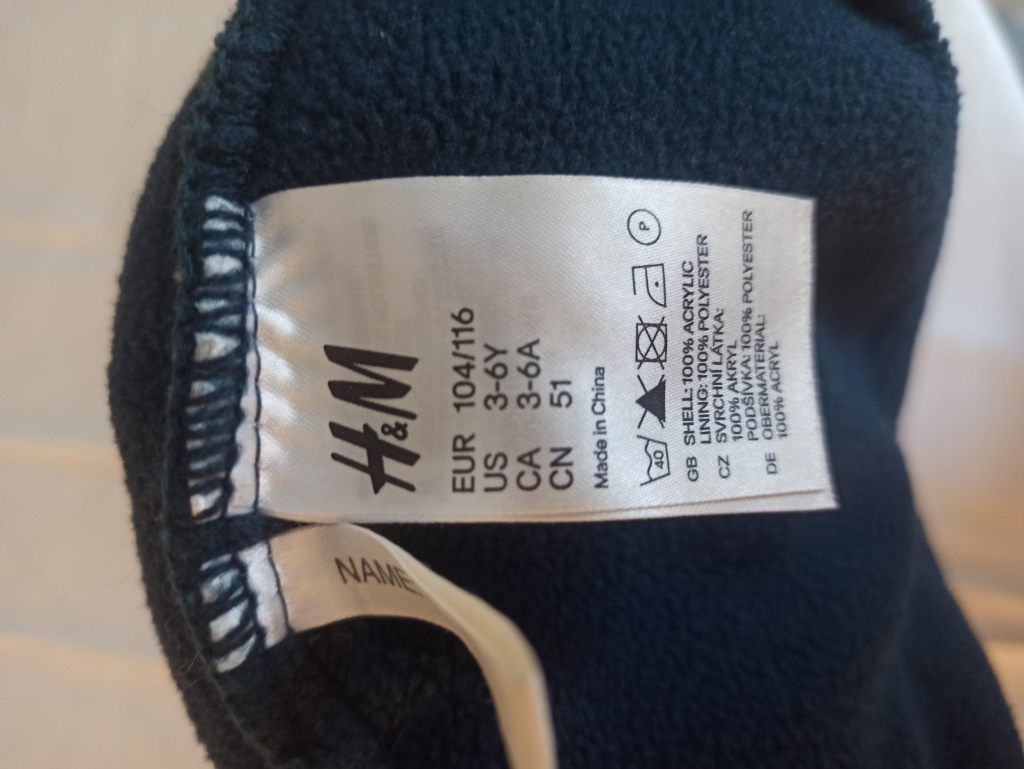 H&M
EUR 104/116
US 3-6Y
CA 3-6A
CN 51
Made in China
40 P
GB SHELL: 100% ACRYLIC
LINING: 100% POLYESTER
CZ SVRCHNÍ LÁTKA:
100% AKRYL
PODŠÍVKA: 100% POLYESTER
DE OBERMATERIAL:
100% ACRYL
NAME